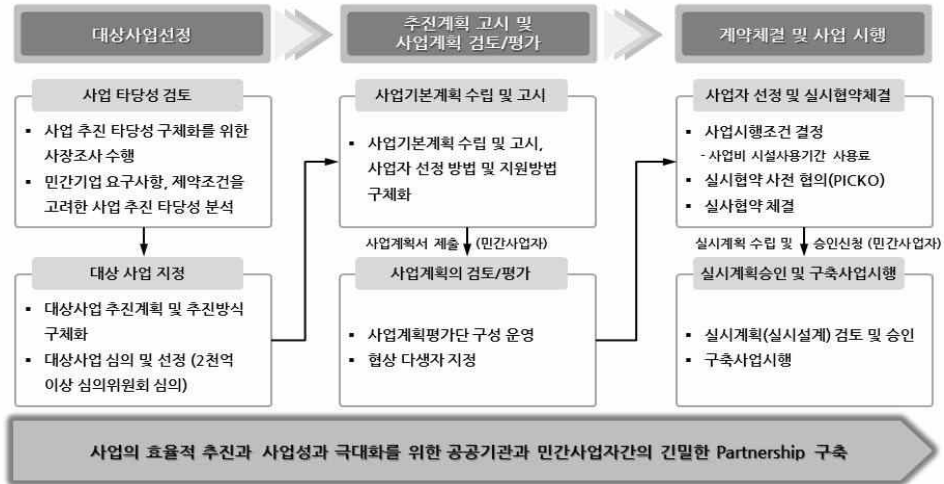 대상사업선정
추진계획 고시 및
사업계획 검토/평가
계약체결 및 사업 시행
사업 타당성 검토
▪ 사업 추진 타당성 구체화를 위한
사장조사 수행
▪ 민간기업 요구사항, 제약조건을
고려한 사업 추진 타당성 분석
대상 사업 지정
▪ 대상사업 추진계획 및 추진방식
구체화
▪ 대상사업 심의 및 선정 (2천억
이상 심의위원회 심의)
사업기본계획 수립 및 고시
▪ 사업기본계획 수립 및 고시,
사업자 선정 방법 및 지원방법
구체화
사업계획서 제출 (민간사업자)
사업계획의 검토/평가
▪ 사업계획평가단 구성 운영
▪ 협상 다생자 지정
사업자 선정 및 실시협약체결
▪ 사업시행조건 결정
- 사업비 시설사용기간 사용료
▪ 실시협약 사전 협의(PICKO)
▪ 실사협약 체결
실시계획 수립 및 승인신청 (민간사업자)
실시계획승인 및 구축사업시행
▪ 실시계획(실시설계) 검토 및 승인
▪ 구축사업시행
사업의 효율적 추진과 사업성과 극대화를 위한 공공기관과 민간사업자간의 긴밀한 Partnership 구축